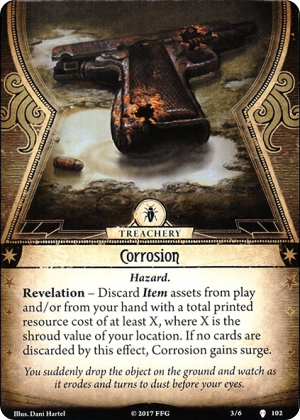 TREACHERY
Corrosion
Hazard.
Revelation – Discard Item assets from play
and/or from your hand with a total printed
resource cost of at least X, where X is the
shroud value of your location. If no cards are
discarded by this effect, Corrosion gains surge.
You suddenly drop the object on the ground and watch as
it erodes and turns to dust before your eyes.
Illus. Dani Hartel © 2017 FFG 3/6 102